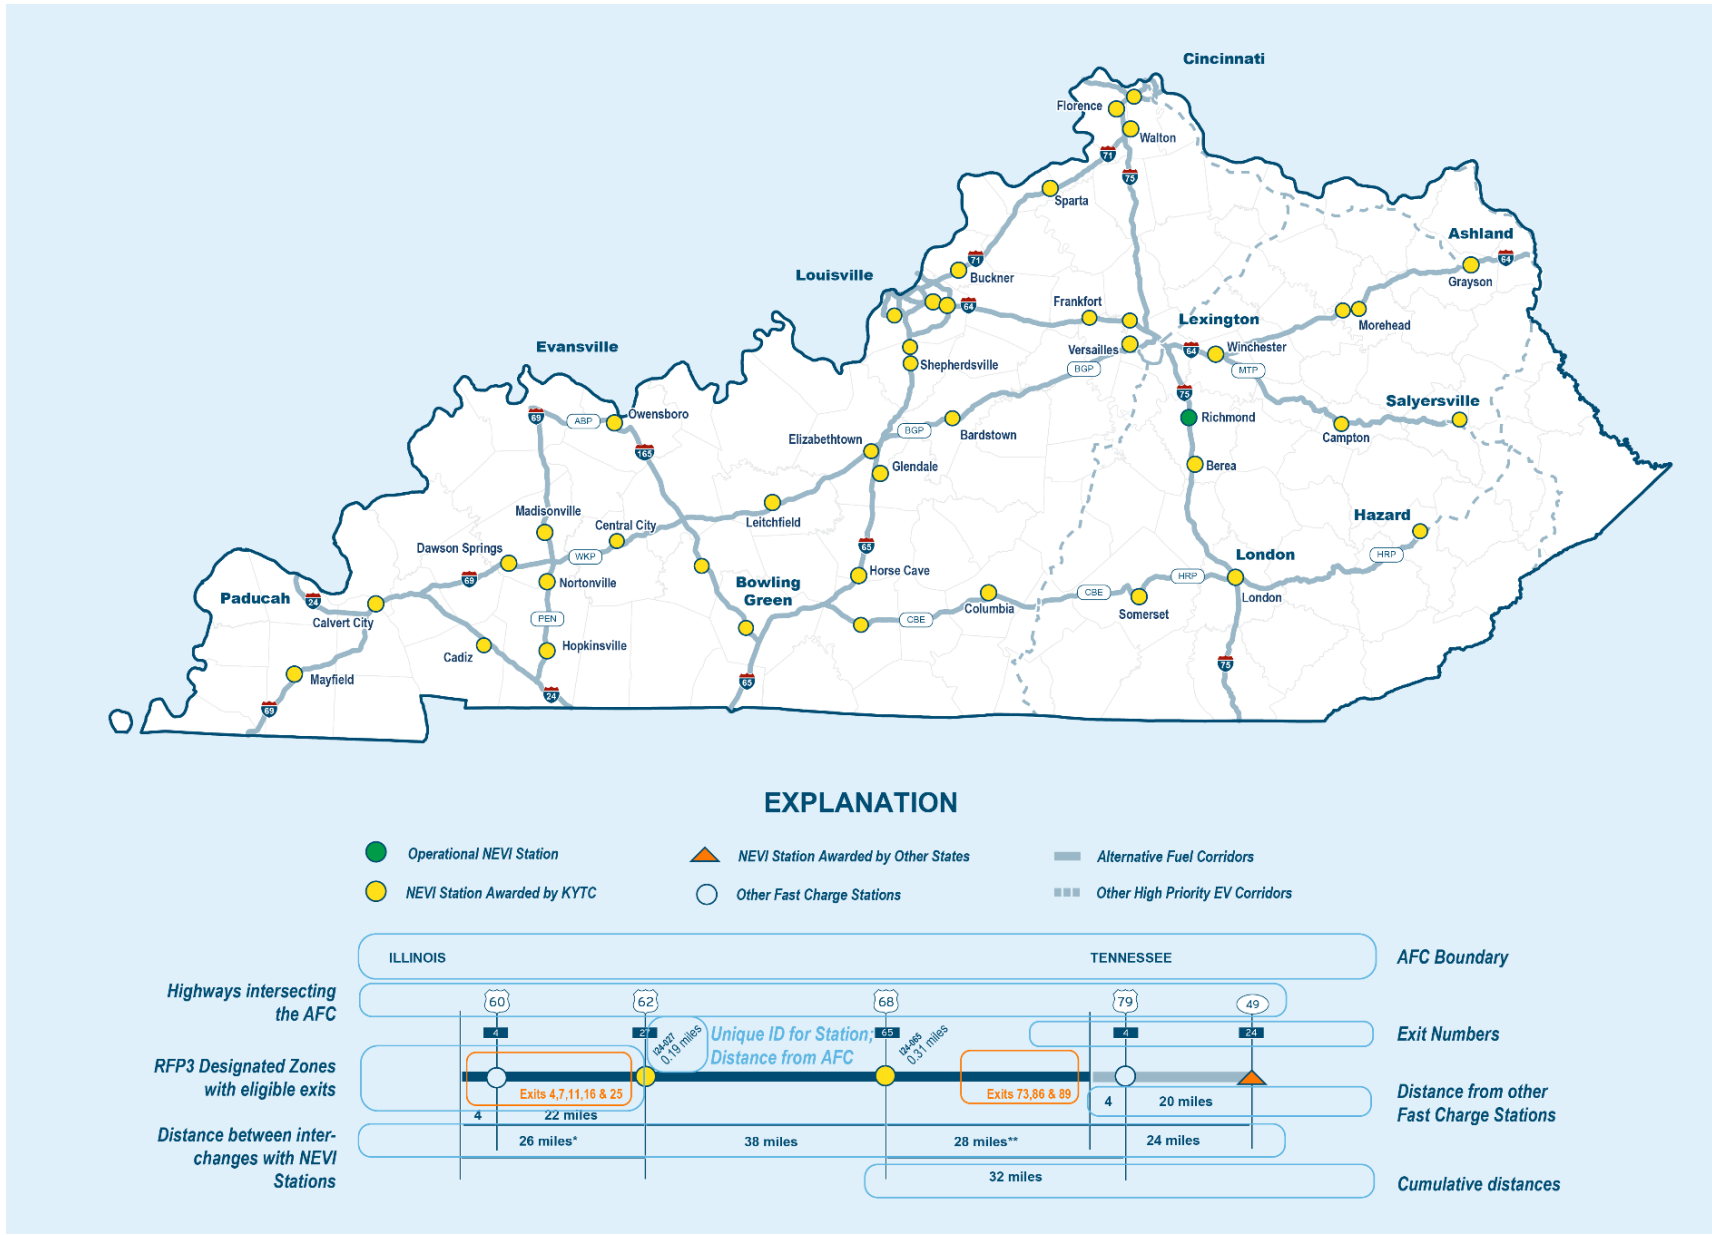 Cincinnati
Florence
Walton
71
75
Sparta
Ashland
71
64
Louisville
Buckner
Grayson
Frankfort
64
Lexington
Morehead
Evansville
Versailles
64
Winchester
Shepherdsville
BGP
MTP
75
Salyersville
69
ABP
Owensboro
Richmond
Elizabethtown
BGP
Bardstown
Campton
165
Glendale
Berea
Madisonville
Central City
Leitchfield
Hazard
Dawson Springs
WKP
65
London
HRP
69
Nortonville
Bowling
Green
Horse Cave
HRP
Paducah
24
Columbia
CBE
Somerset
London
Calvert City
PEN
CBE
Cadiz
Hopkinsville
75
Mayfield
24
65
69
EXPLANATION
Operational NEVI Station
NEVI Station Awarded by Other States
Alternative Fuel Corridors
NEVI Station Awarded by KYTC
Other Fast Charge Stations
Other High Priority EV Corridors
ILLINOIS
TENNESSEE
AFC Boundary
Highways intersecting
the AFC
60
62
68
79
49
4
27
65
4
24
Exit Numbers
I24-027
0.19 miles
Unique ID for Station;
Distance from AFC
I24-065
0.31 miles
RFP3 Designated Zones
with eligible exits
Exits 4,7,11,16 & 25
Exits 73,86 & 89
4
22 miles
4
20 miles
Distance from other
Fast Charge Stations
Distance between inter-
changes with NEVI
Stations
26 miles*
38 miles
28 miles**
24 miles
32 miles
Cumulative distances